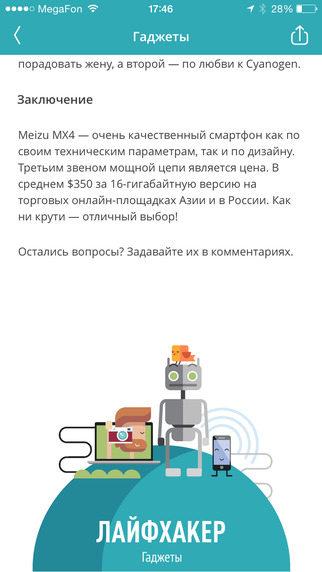 MegaFon 17:46 28%
Гаджеты
порадовать жену, а второй — по любви к Cyanogen.
Заключение
Meizu MX4 — очень качественный смартфон как по
своим техническим параметрам, так и по дизайну.
Третьим звеном мощной цепи является цена. В
среднем $350 за 16-гигабайтную версию на
торговых онлайн-площадках Азии и в России. Как
ни крути — отличный выбор!
Остались вопросы? Задавайте их в комментариях.
ЛАЙФХАКЕР
Гаджеты